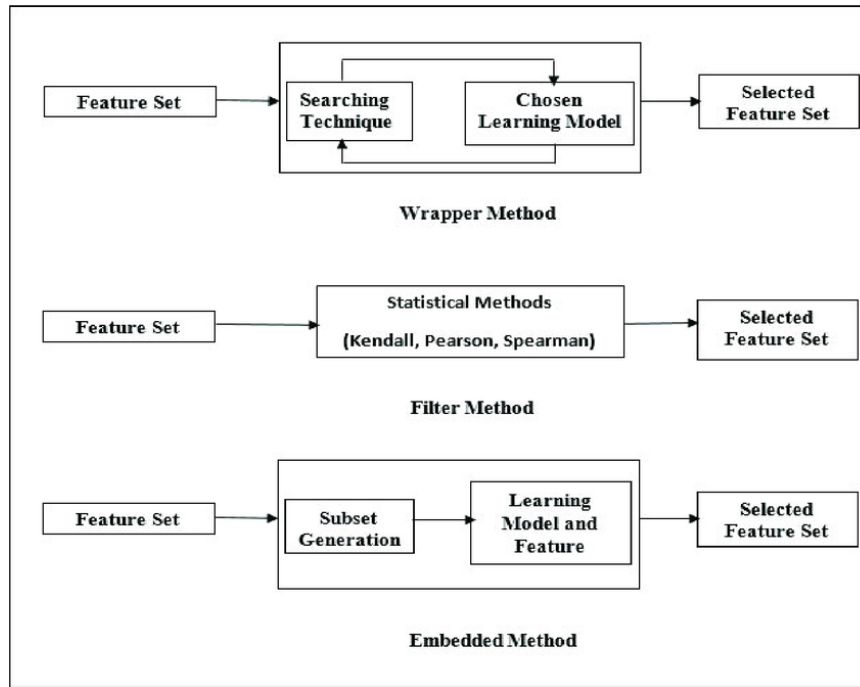 Feature Set
Searching
Technique
Chosen
Learning Model
Selected
Feature Set
Wrapper Method
Feature Set
Statistical Methods
(Kendall, Pearson, Spearman)
Selected
Feature Set
Filter Method
Feature Set
Subset
Generation
Learning
Model and
Feature
Selected
Feature Set
Embedded Method